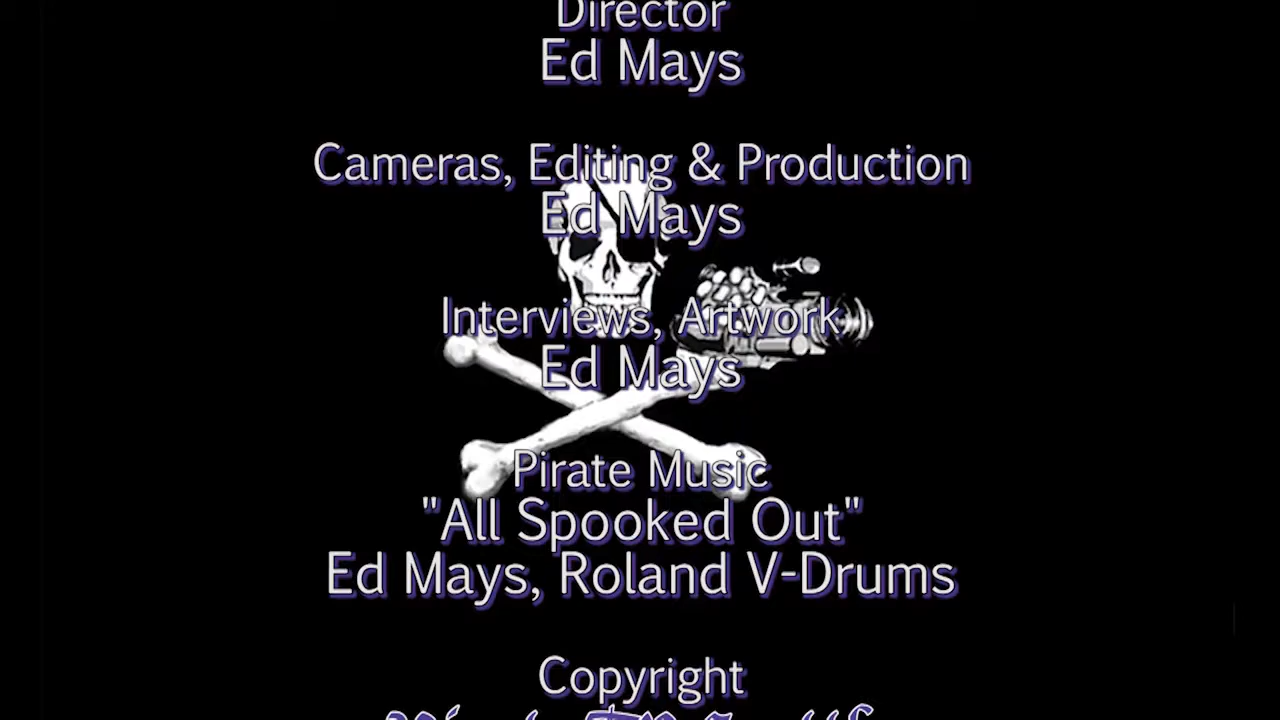 Director
Ed Mays
Cameras, Editing & Production
Ed Mays
Interviews, Artwork
Ed Mays
Pirate Music
"All Spooked Out"
Ed Mays, Roland V-Drums
Copyright